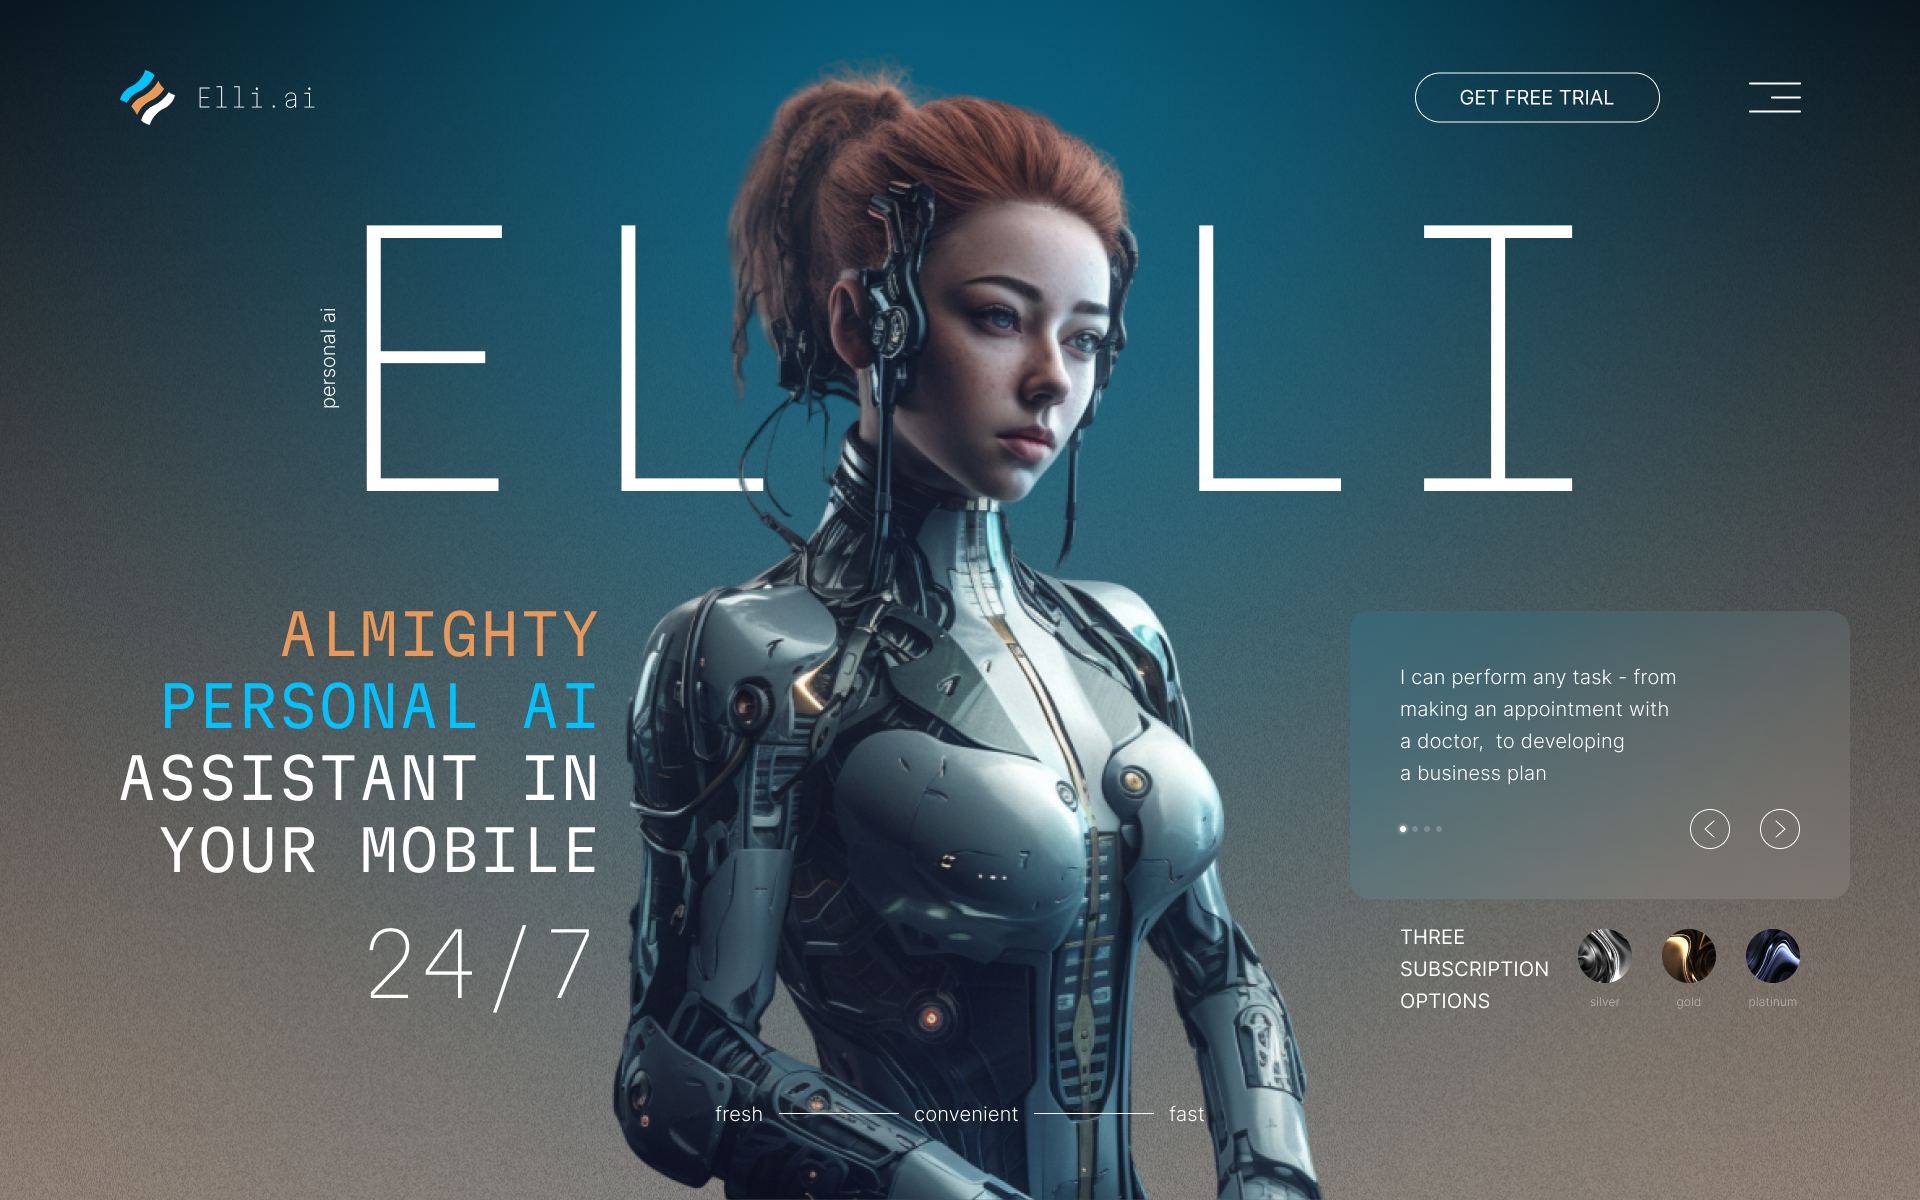 Elli.ai
GET FREE TRIAL
personal ai
ELLI
ALMIGHTY
PERSONAL AI
ASSISTANT IN
YOUR MOBILE
24/7
I can perform any task - from
making an appointment with
a doctor,  to developing
a business plan
THREE
SUBSCRIPTION
OPTIONS
silver
gold
platinum
fresh
convenient
fast